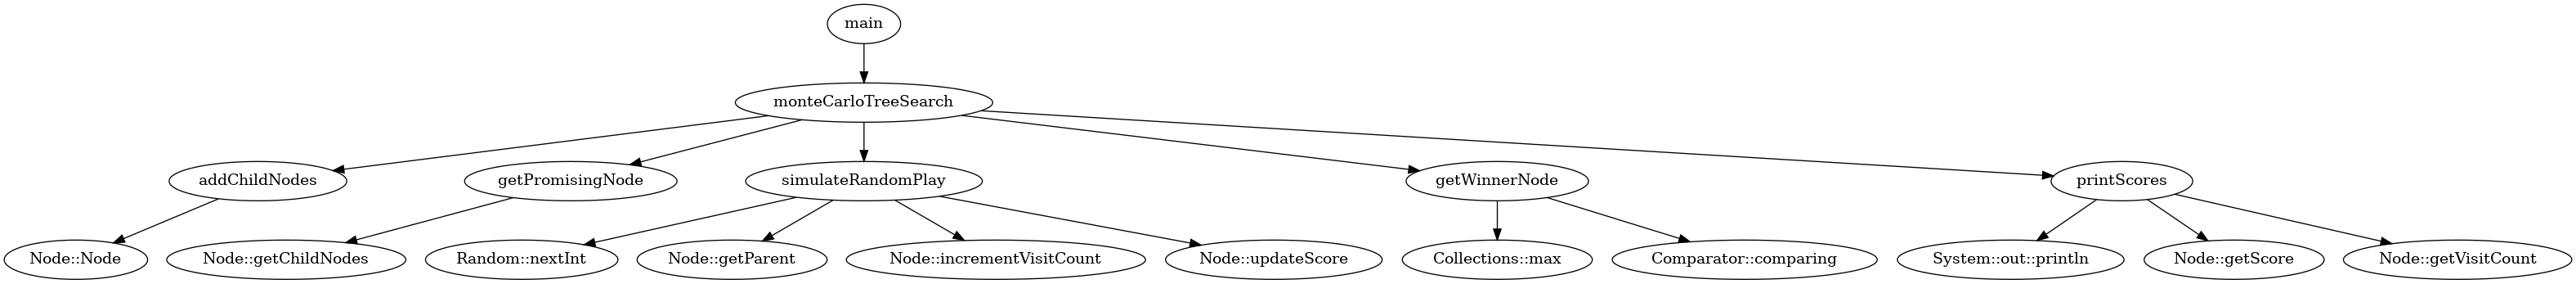 main
monteCarloTreeSearch
addChildNodes
getPromisingNode
simulateRandomPlay
getWinnerNode
printScores
Node::Node
Node::getChildNodes
Random::nextInt
Node::getParent
Node::incrementVisitCount
Node::updateScore
Collections::max
Comparator::comparing
System::out::println
Node::getScore
Node::getVisitCount